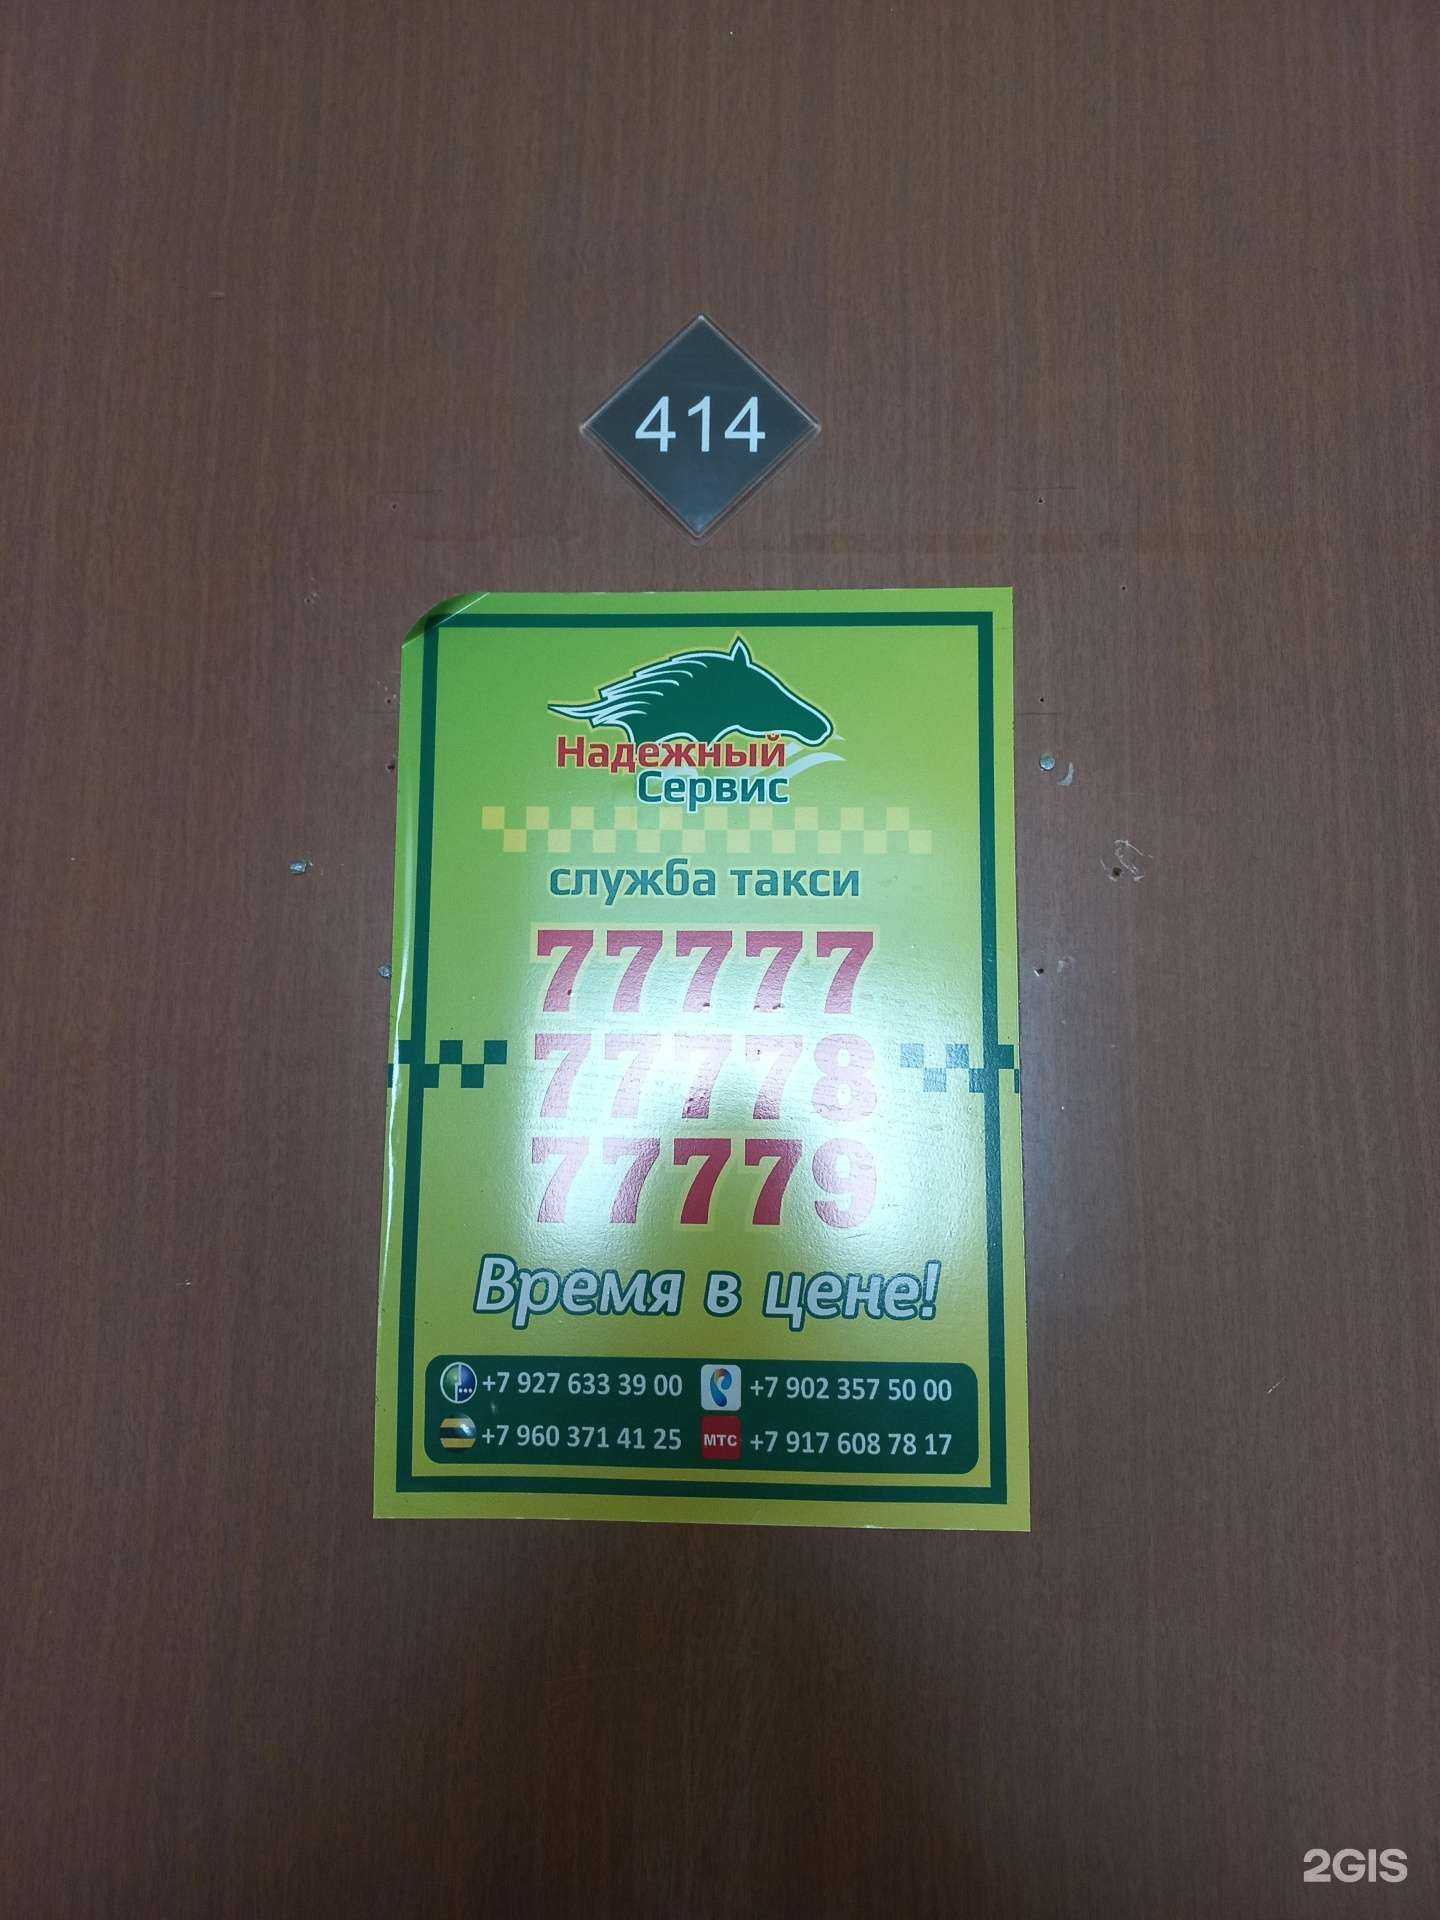 414
Надежный
Сервис
служба такси
77777
77778
77779
Время в цене!
+7 927 633 39 00 +7 902 357 50 00
+7 960 371 41 25 МТС +7 917 608 78 17
2GIS